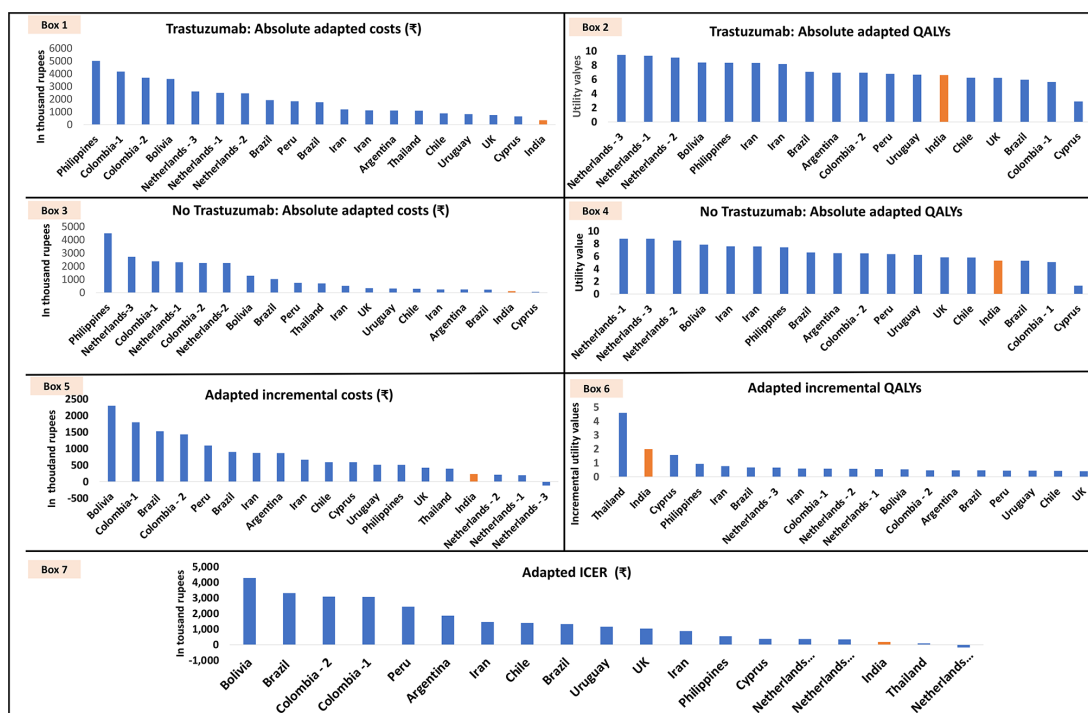 Box 1
Trastuzumab: Absolute adapted costs (₹)
In thousand rupees
6000
5000
4000
3000
2000
1000
0
Philippines
Colombia-1
Colombia-2
Bolivia
Netherlands - 3
Netherlands -1
Netherlands -2
Brazil
Peru
Brazil
Iran
Iran
Argentina
Thailand
Chile
Uruguay
UK
Cyprus
India
Box 2
Trastuzumab: Absolute adapted QALYs
Utility valyes
10
8
6
4
2
0
Netherlands - 3
Netherlands -1
Netherlands - 2
Bolivia
Philippines
Iran
Iran
Brazil
Argentina
Colombia - 2
Peru
Uruguay
India
Chile
UK
Brazil
Colombia -1
Cyprus
Box 3
No Trastuzumab: Absolute adapted costs (₹)
In thousand rupees
5000
4000
3000
2000
1000
0
Philippines
Netherlands-3
Colombia-1
Netherlands-1
Colombia-2
Netherlands-2
Bolivia
Brazil
Peru
Thailand
Iran
UK
Uruguay
Chile
Iran
Argentina
Brazil
India
Cyprus
Box 4
No Trastuzumab: Absolute adapted QALYs
Utility value
10
8
6
4
2
0
Netherlands -1
Netherlands - 3
Netherlands -2
Bolivia
Iran
Iran
Philippines
Brazil
Argentina
Colombia - 2
Peru
Uruguay
UK
Chile
India
Brazil
Colombia - 1
Cyprus
Box 5
Adapted incremental costs (₹)
In thoudand rupees
2500
2000
1500
1000
500
0
-500
Bolivia
Colombia-1
Brazil
Colombia - 2
Peru
Brazil
Iran
Argentina
Iran
Chile
Cyprus
Uruguay
Philippines
UK
Thailand
India
Netherlands - 2
Netherlands -1
Netherlands - 3
Box 6
Adapted incremental QALYs
Incremental utility values
5
4
3
2
1
0
Thailand
India
Cyprus
Philippines
Iran
Brazil
Netherlands - 3
Iran
Colombia -1
Netherlands - 2
Netherlands -1
Bolivia
Colombia - 2
Argentina
Brazil
Peru
Uruguay
Chile
UK
Box 7
Adapted ICER (₹)
In tousand rupees
5,000
4,000
3,000
2,000
1,000
0
-1,000
Bolivia
Brazil
Colombia - 2
Colombia -1
Peru
Argentina
Iran
Chile
Brazil
Uruguay
UK
Iran
Philippines
Cyprus
Netherlands...
Netherlands...
India
Thailand
Netherlands...